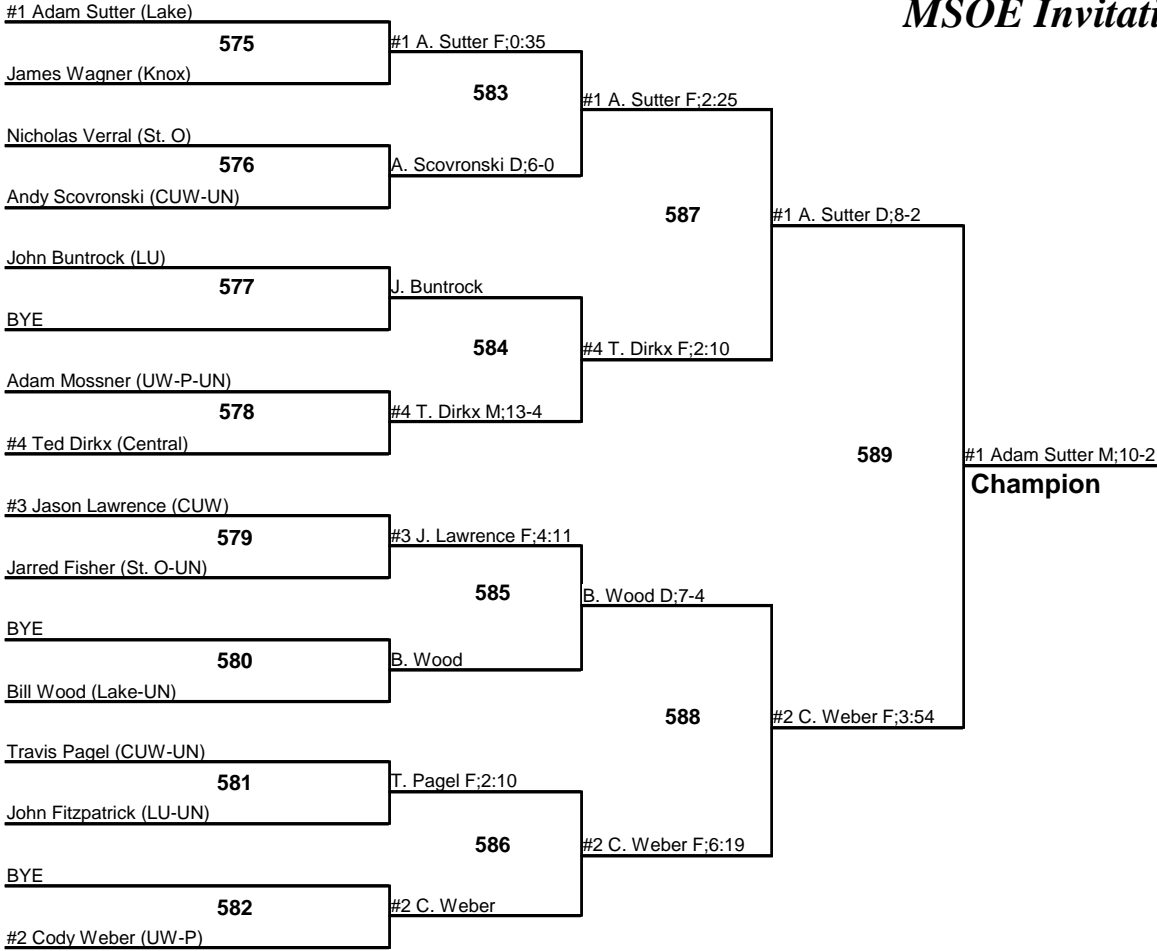 MSOE Invitati
#1 Adam Sutter (Lake)
575
James Wagner (Knox)
#1 A. Sutter F;0:35
583
Nicholas Verral (St. O)
576
Andy Scovronski (CUW-UN)
A. Scovronski D;6-0
#1 A. Sutter F;2:25
587
John Buntrock (LU)
577
BYE
J. Buntrock
584
Adam Mossner (UW-P-UN)
578
#4 Ted Dirkx (Central)
#4 T. Dirkx M;13-4
#4 T. Dirkx F;2:10
#1 A. Sutter D;8-2
589
#1 Adam Sutter M;10-2
Champion
#3 Jason Lawrence (CUW)
579
Jarred Fisher (St. O-UN)
#3 J. Lawrence F;4:11
585
BYE
580
Bill Wood (Lake-UN)
B. Wood
B. Wood D;7-4
588
#2 C. Weber F;3:54
Travis Pagel (CUW-UN)
581
John Fitzpatrick (LU-UN)
T. Pagel F;2:10
586
#2 C. Weber F;6:19
BYE
582
#2 Cody Weber (UW-P)
#2 C. Weber